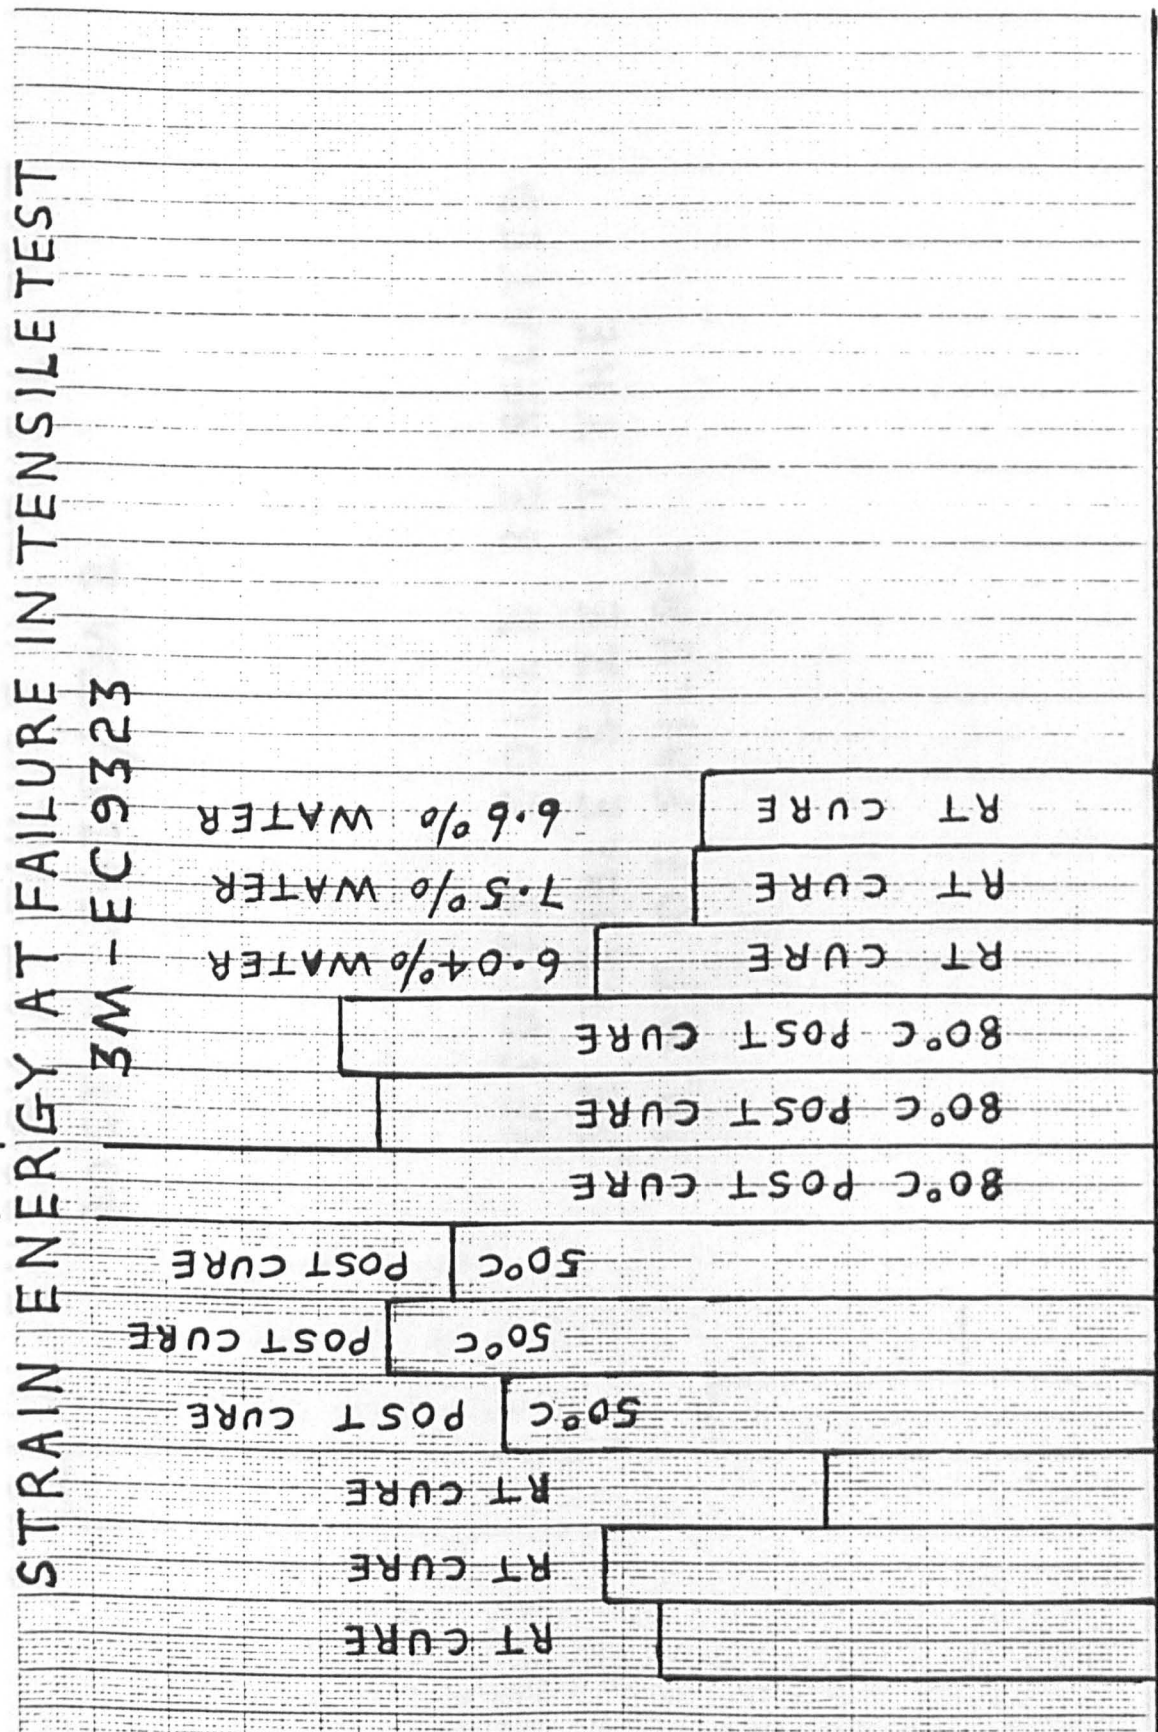 STRAIN ENERGY AT FAILURE IN TENSILE TEST
3M-EC 9323
RT CURE
RT CURE
RT CURE
50°C POST CURE
50°C POST CURE
50°C POST CURE
80°C POST CURE
80°C POST CURE
80°C POST CURE
RT CURE 6.04% WATER
RT CURE 7.5% WATER
RT CURE 6.6% WATER